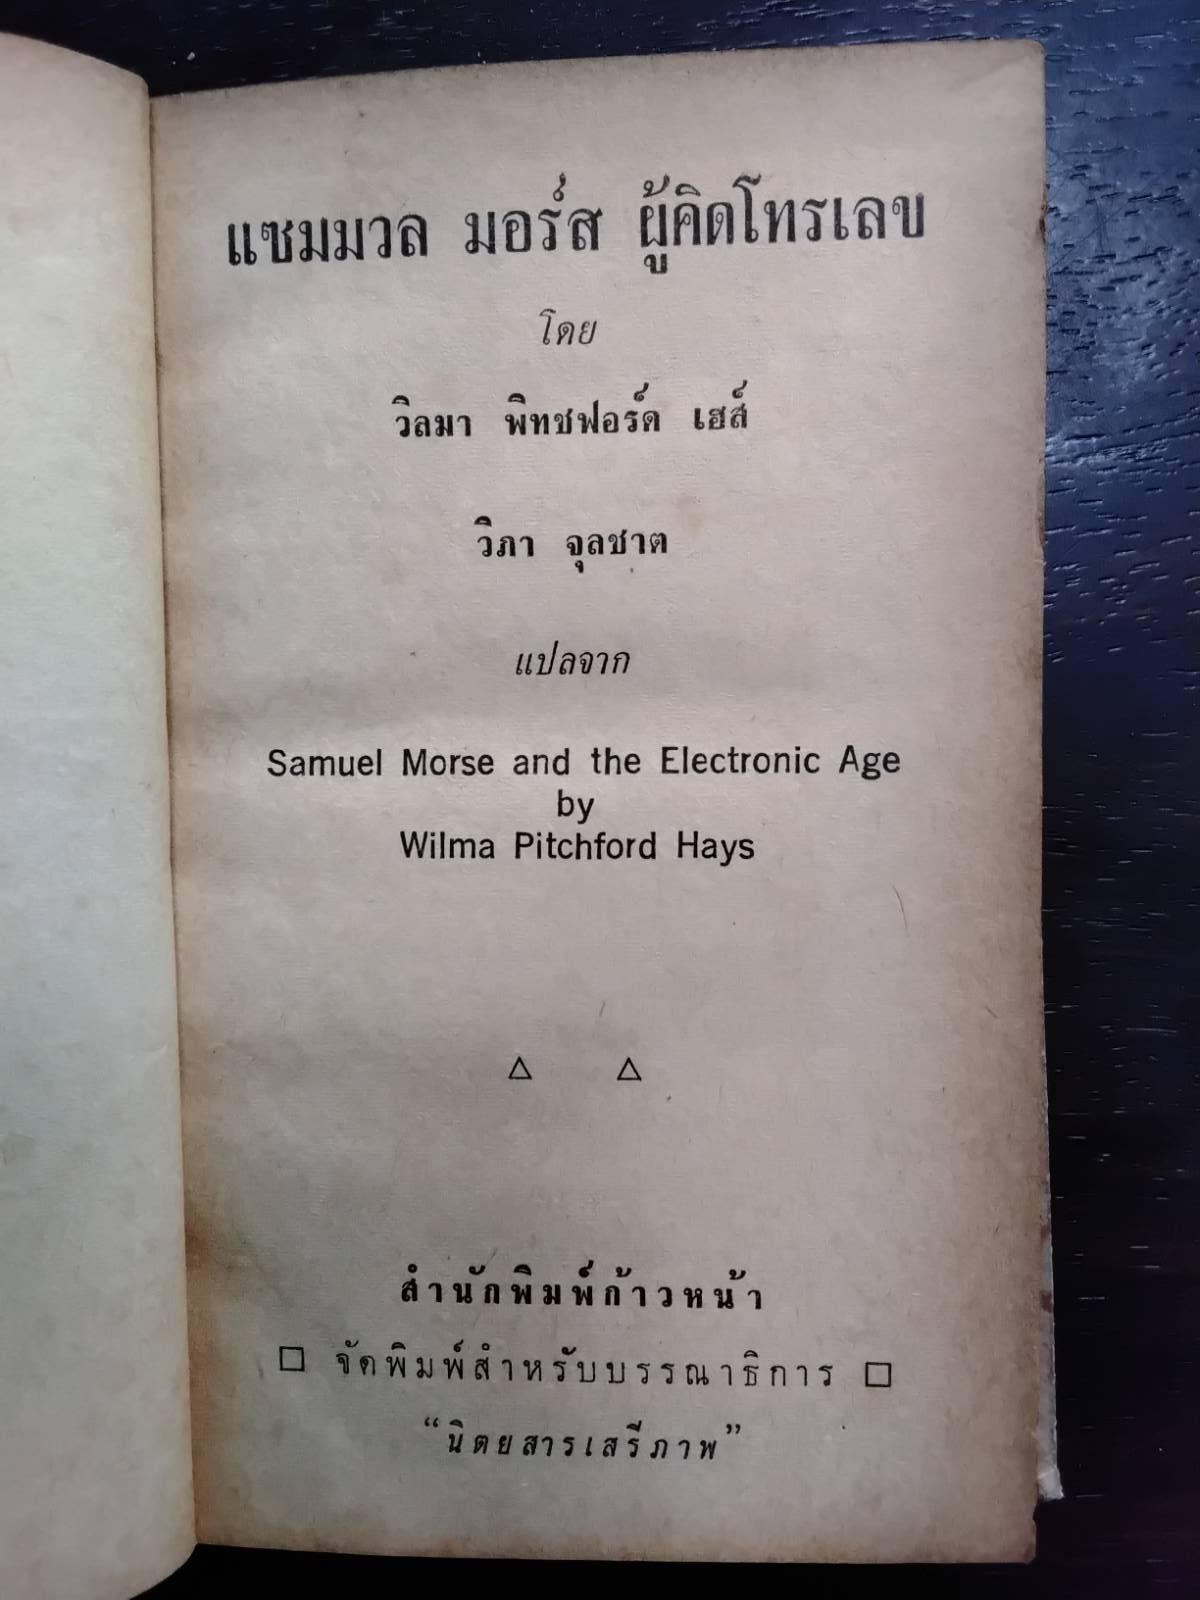 แซมมวล มอร์ส ผู้คิดโทรเลข
โดย
วิลมา พิทชฟอร์ด เฮส์
วิภา จุลชาต
แปลจาก
Samuel Morse and the Electronic Age
by
Wilma Pitchford Hays
△ △
สำนักพิมพ์ก้าวหน้า
□ จัดพิมพ์สำหรับบรรณาธิการ □
“นิตยสารเสรีภาพ”